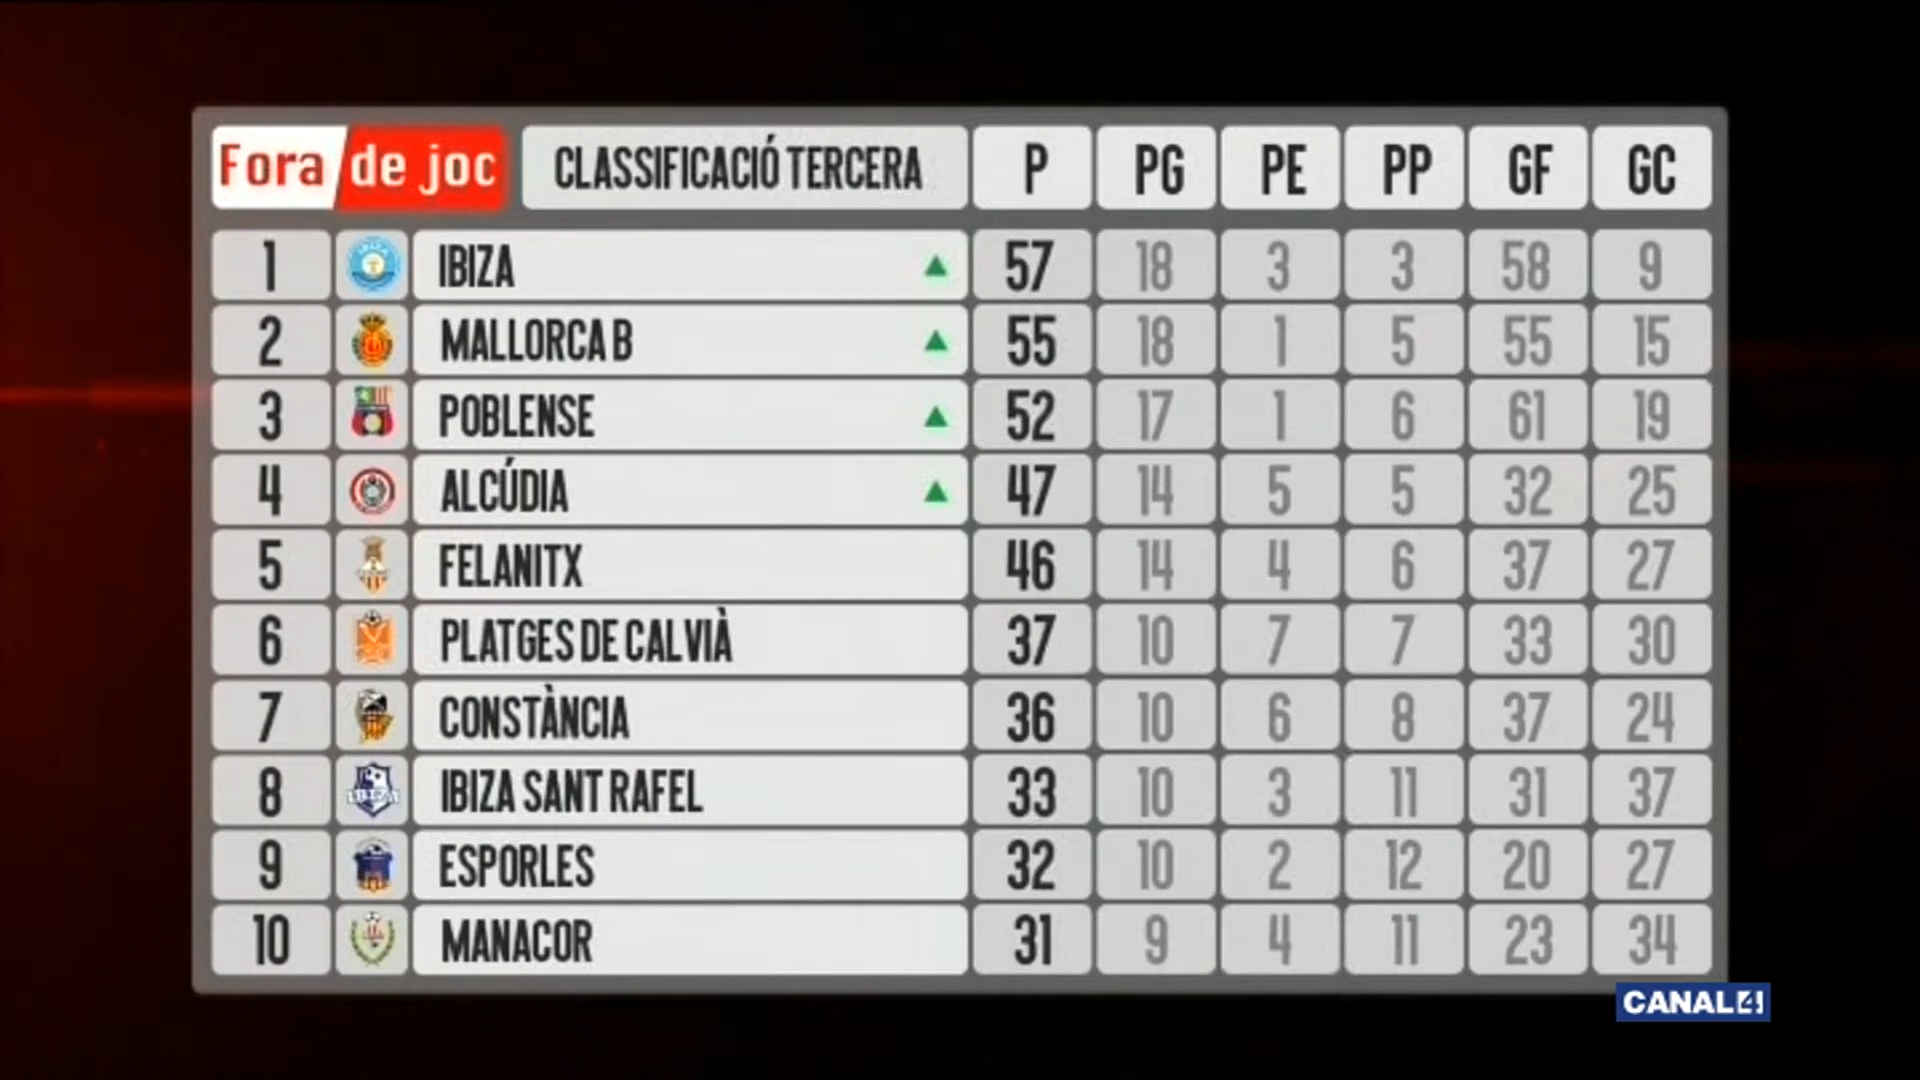 Fora de joc CLASSIFICACIÓ TERCERA P PG PE PP GF GC
1 IBIZA 57 18 3 3 58 9
2 MALLORCA B 55 18 1 5 55 15
3 POBLENSE 52 17 1 6 61 19
4 ALCÚDIA 47 14 5 5 32 25
5 FELANITX 46 14 4 6 37 27
6 PLATGES DE CALVIÀ 37 10 7 7 33 30
7 CONSTÀNCIA 36 10 6 8 37 24
8 IBIZA SANT RAFEL 33 10 3 11 31 37
9 ESPORLES 32 10 2 12 20 27
10 MANACOR 31 9 4 11 23 34
CANAL4